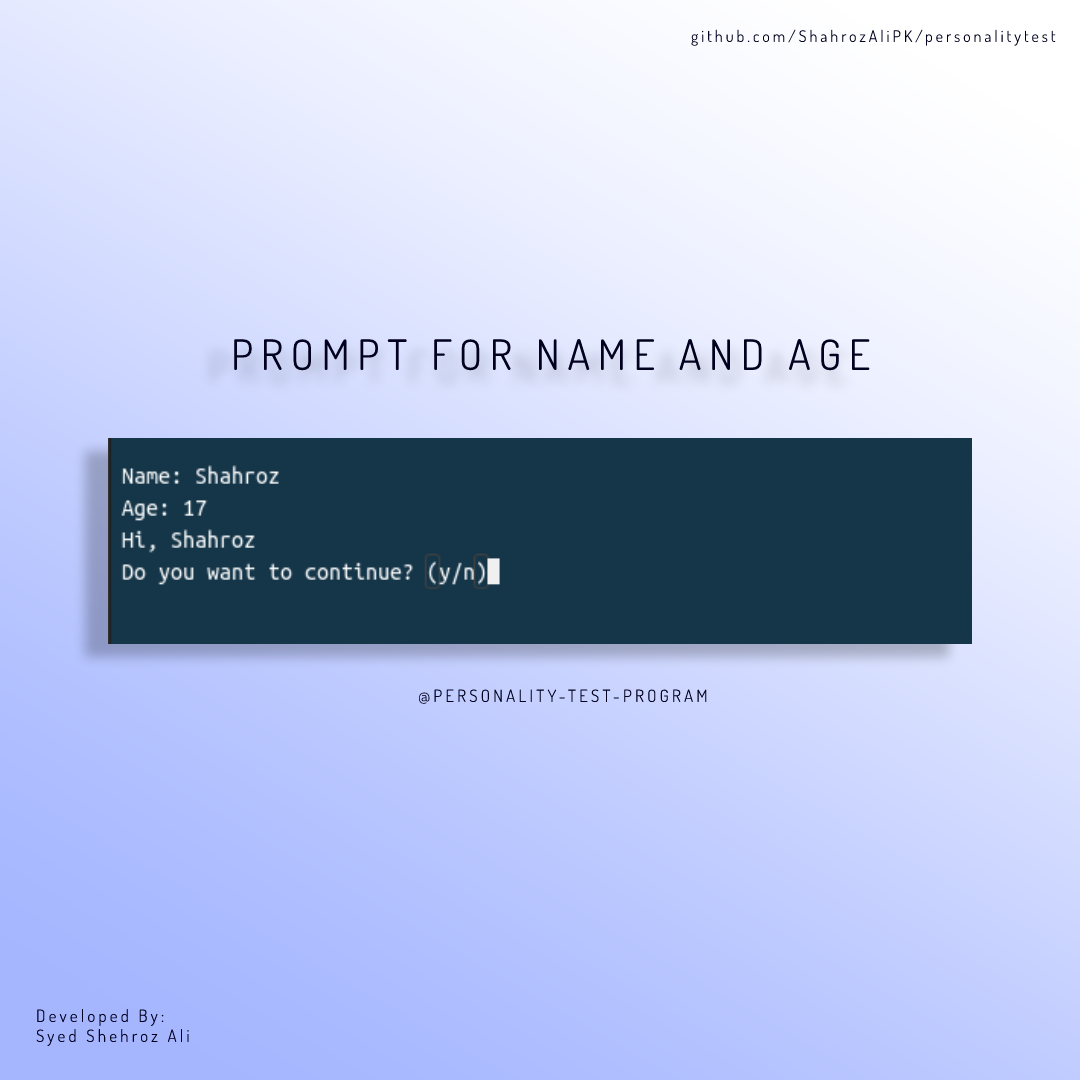 github.com/ShahrozAliPK/personalitytest
PROMPT FOR NAME AND AGE
Name: Shahroz
Age: 17
Hi, Shahroz
Do you want to continue? (y/n)
@PERSONALITY-TEST-PROGRAM
Developed By:
Syed Shehroz Ali